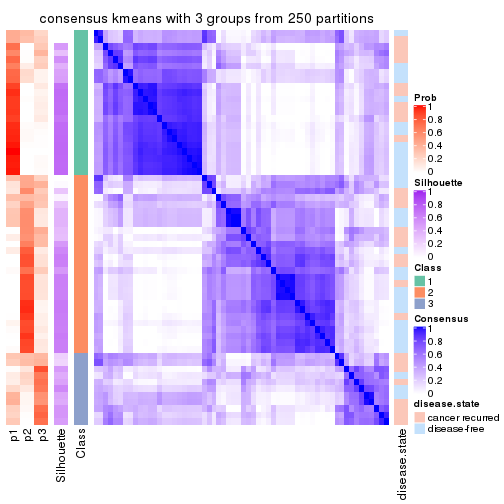 consensus kmeans with 3 groups from 250 partitions
Prob
1
0.8
0.6
0.4
0.2
0
Silhouette
1
0.8
0.6
0.4
0.2
0
Class
1
2
3
Consensus
1
0.8
0.6
0.4
0.2
0
disease.state
cancer recurred
disease-free
p1
p2
p3
Silhouette
Class
disease.state